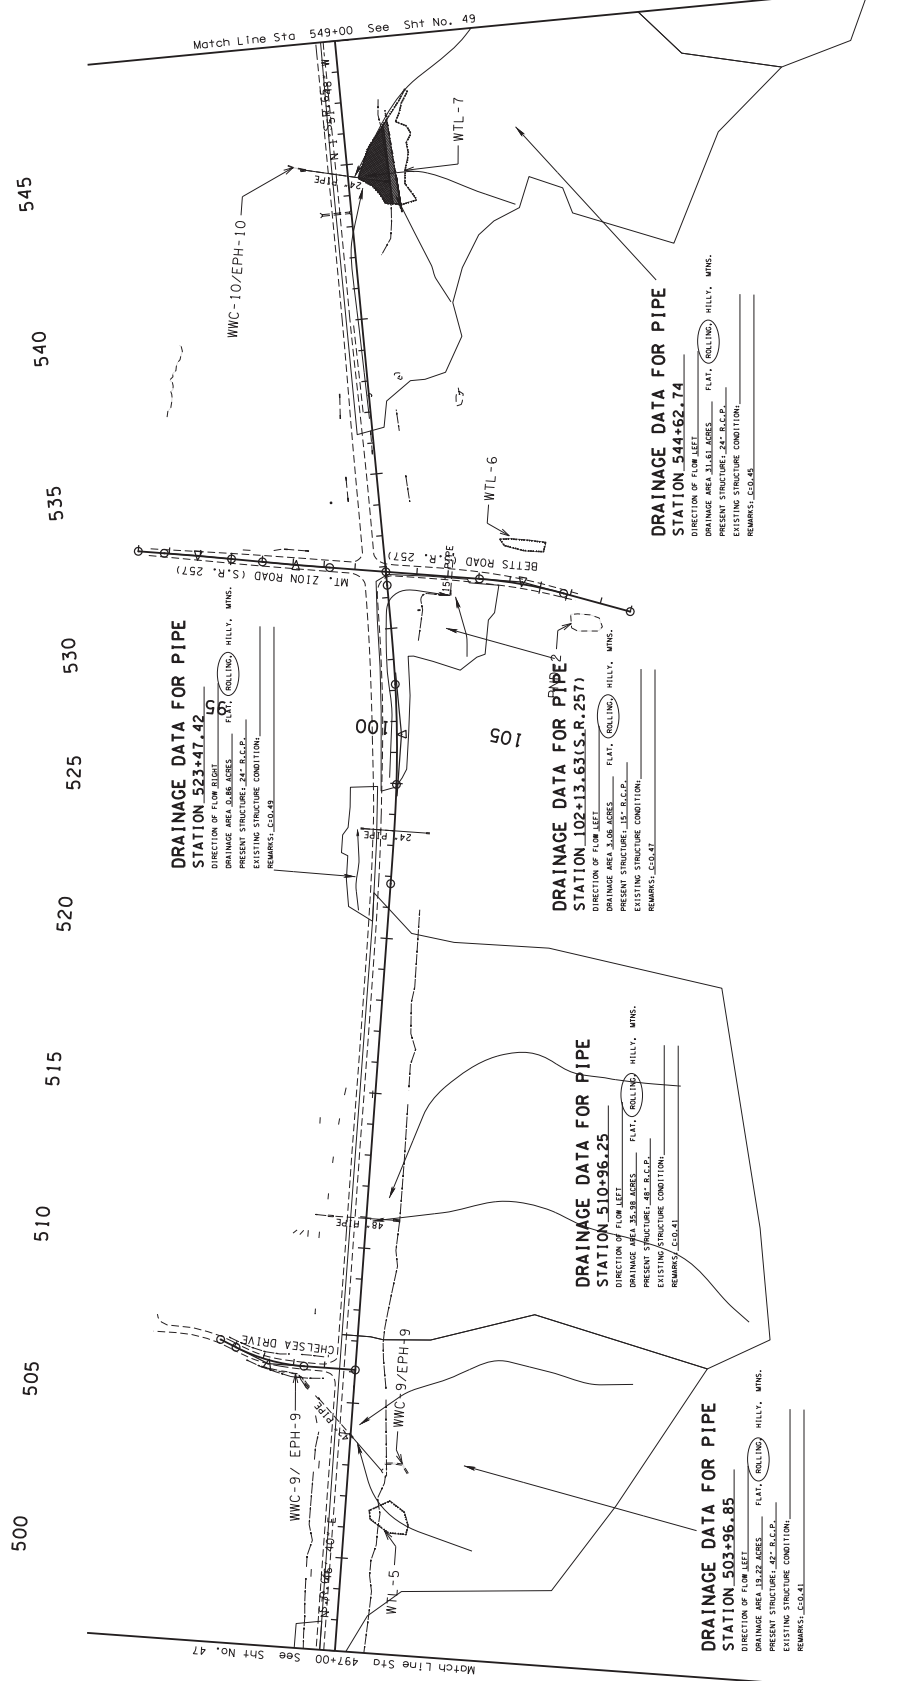 Match Line Sta 549+00 See Sht No. 49
545
540
535
530
525
520
515
510
505
500
WWC-10/EPH-10
24" PIPE
WTL-7
DRAINAGE DATA FOR PIPE
STATION 544+62.74
DIRECTION OF FLOW LEFT
DRAINAGE AREA 31.61 ACRES FLAT, ROLLING, HILLY, MTNS.
PRESENT STRUCTURE: 24" R.C.P.
EXISTING STRUCTURE CONDITION:
REMARKS: C=0.45
WTL-6
MT. ZION ROAD (S.R. 257)
BETTS ROAD (S.R. 257)
15" PIPE
PND-2
95
100
105
DRAINAGE DATA FOR PIPE
STATION 523+47.42
DIRECTION OF FLOW RIGHT
DRAINAGE AREA 0.86 ACRES FLAT, ROLLING, HILLY, MTNS.
PRESENT STRUCTURE: 24" R.C.P.
EXISTING STRUCTURE CONDITION:
REMARKS: C=0.49
24" PIPE
DRAINAGE DATA FOR PIPE
STATION 102+13.63(S.R.257)
DIRECTION OF FLOW LEFT
DRAINAGE AREA 3.06 ACRES FLAT, ROLLING, HILLY, MTNS.
PRESENT STRUCTURE: 15" R.C.P.
EXISTING STRUCTURE CONDITION:
REMARKS: C=0.47
DRAINAGE DATA FOR PIPE
STATION 510+96.25
DIRECTION OF FLOW LEFT
DRAINAGE AREA 35.98 ACRES FLAT, ROLLING, HILLY, MTNS.
PRESENT STRUCTURE: 48" R.C.P.
EXISTING STRUCTURE CONDITION:
REMARKS: C=0.41
48" PIPE
CHELSEA DRIVE
WWC-9/ EPH-9
PIPE
WWC-9/EPH-9
WTL-5
DRAINAGE DATA FOR PIPE
STATION 503+96.85
DIRECTION OF FLOW LEFT
DRAINAGE AREA 19.22 ACRES FLAT, ROLLING, HILLY, MTNS.
PRESENT STRUCTURE: 42" R.C.P.
EXISTING STRUCTURE CONDITION:
REMARKS: C=0.41
Match Line Sta 497+00 See Sht No. 47